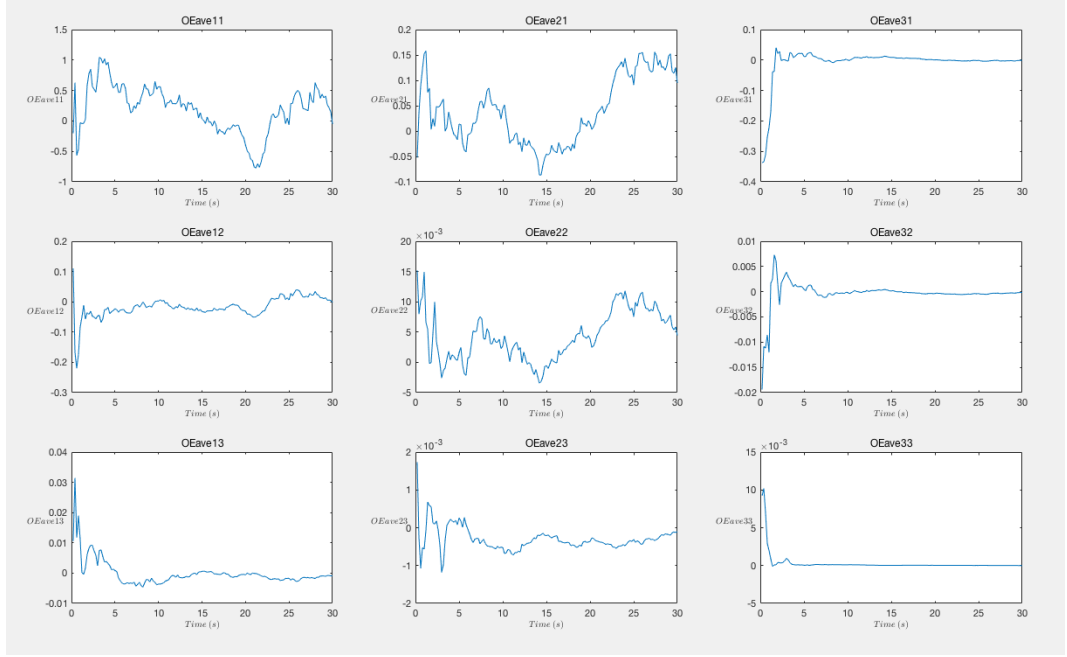 OEave11
1.5
1
0.5
0
-0.5
-1
OEave11
0 5 10 15 20 25 30
Time (s)
OEave21
0.2
0.15
0.1
0.05
0
-0.05
-0.1
OEave21
0 5 10 15 20 25 30
Time (s)
OEave31
0.1
0
-0.1
-0.2
-0.3
-0.4
OEave31
0 5 10 15 20 25 30
Time (s)
OEave12
0.2
0.1
0
-0.1
-0.2
-0.3
OEave12
0 5 10 15 20 25 30
Time (s)
OEave22
×10⁻³
20
15
10
5
0
-5
OEave22
0 5 10 15 20 25 30
Time (s)
OEave32
0.01
0.005
0
-0.005
-0.01
-0.015
-0.02
OEave32
0 5 10 15 20 25 30
Time (s)
OEave13
0.04
0.03
0.02
0.01
0
-0.01
OEave13
0 5 10 15 20 25 30
Time (s)
OEave23
×10⁻³
2
1
0
-1
-2
OEave23
0 5 10 15 20 25 30
Time (s)
OEave33
×10⁻³
15
10
5
0
-5
OEave33
0 5 10 15 20 25 30
Time (s)